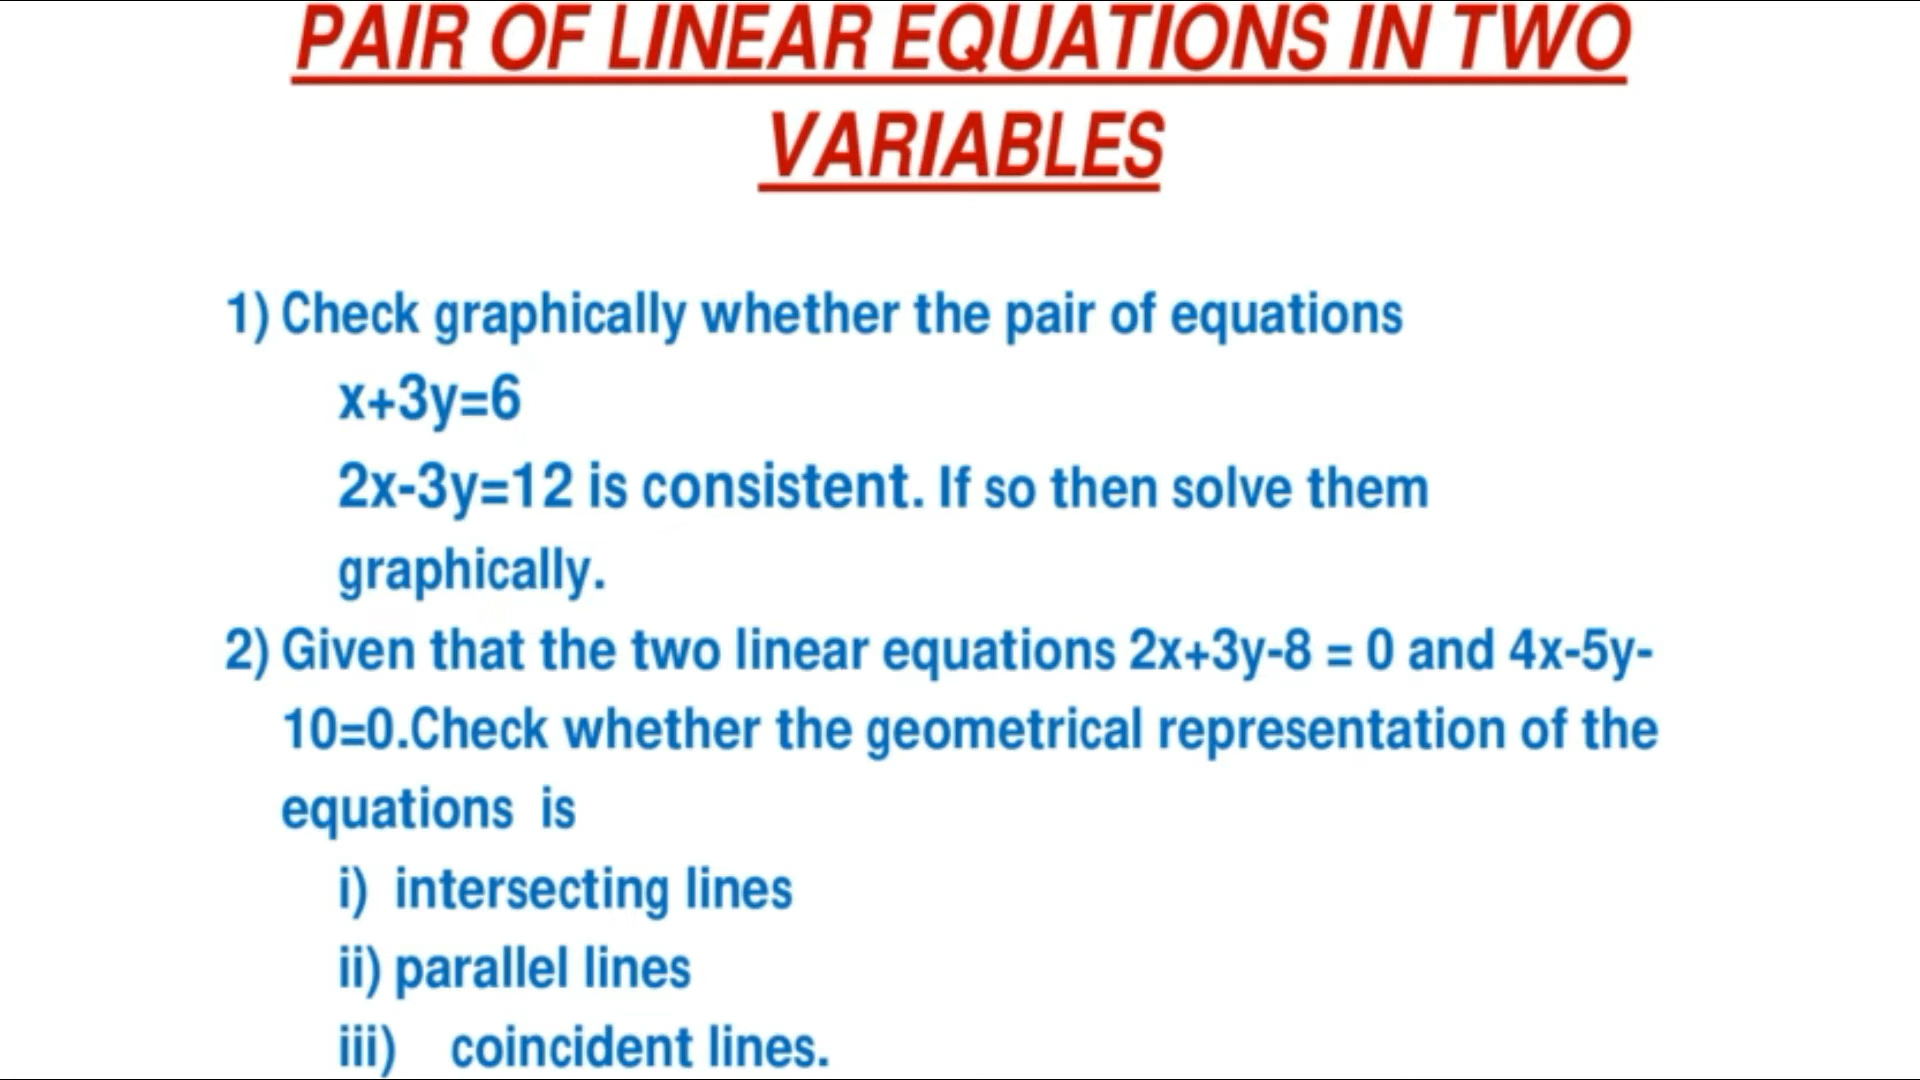 PAIR OF LINEAR EQUATIONS IN TWO
VARIABLES
1) Check graphically whether the pair of equations
x+3y=6
2x-3y=12 is consistent. If so then solve them
graphically.
2) Given that the two linear equations 2x+3y-8 = 0 and 4x-5y-
10=0.Check whether the geometrical representation of the
equations is
i) intersecting lines
ii) parallel lines
iii) coincident lines.